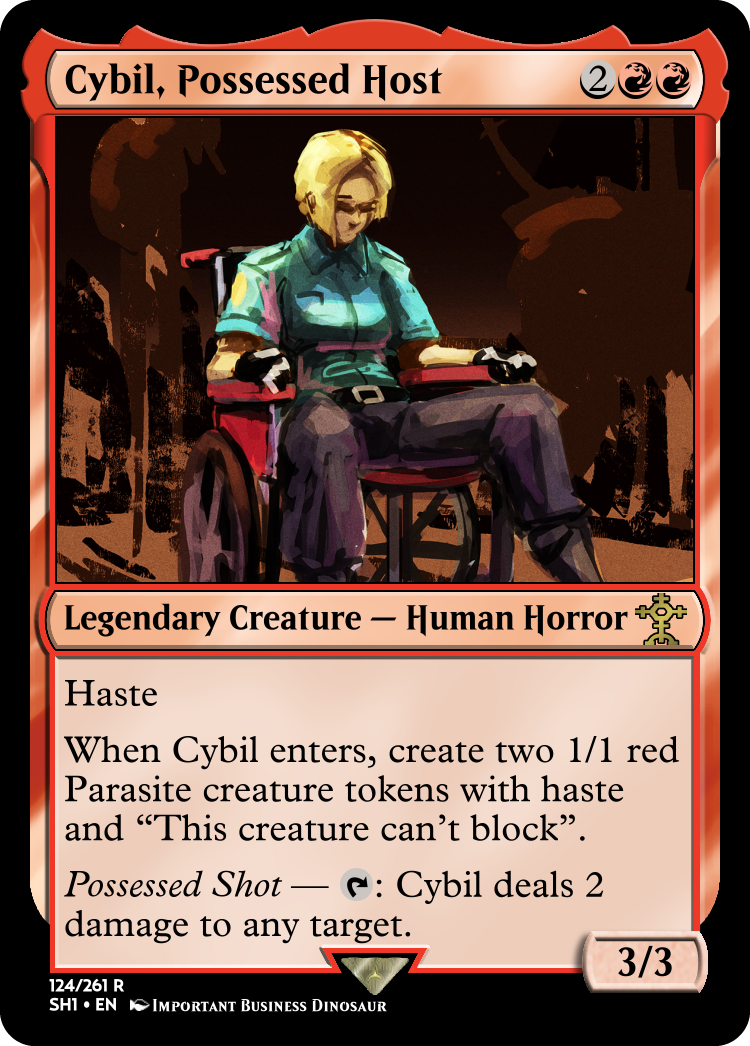 Cybil, Possessed Host 2
Legendary Creature — Human Horror
Haste
When Cybil enters, create two 1/1 red
Parasite creature tokens with haste
and “This creature can’t block”.
Possessed Shot — : Cybil deals 2
damage to any target.
3/3
124/261 R
SH1 • EN Important Business Dinosaur